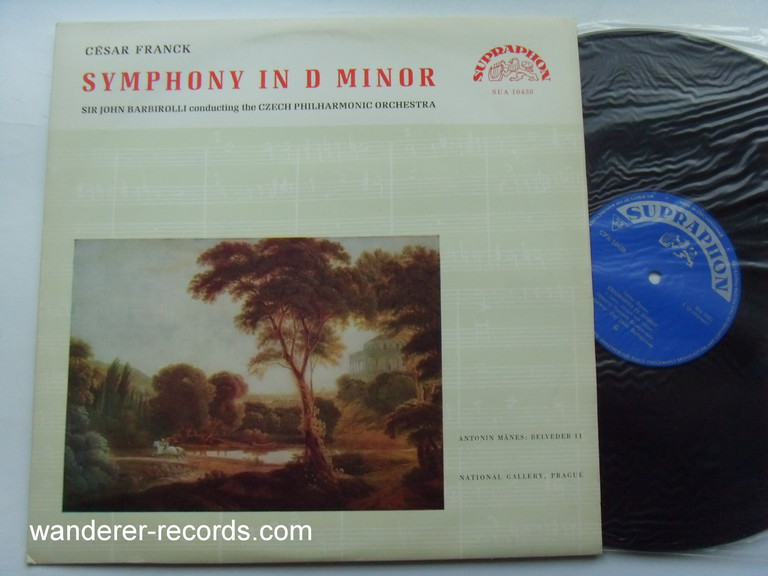 CÉSAR FRANCK
SYMPHONY IN D MINOR
SIR JOHN BARBIROLLI conducting the CZECH PHILHARMONIC ORCHESTRA
SUPRAPHON
SUA 10436
SUPRAPHON
ANTONÍN MÁNES: BELVEDER II
NATIONAL GALLERY, PRAGUE
wanderer-records.com